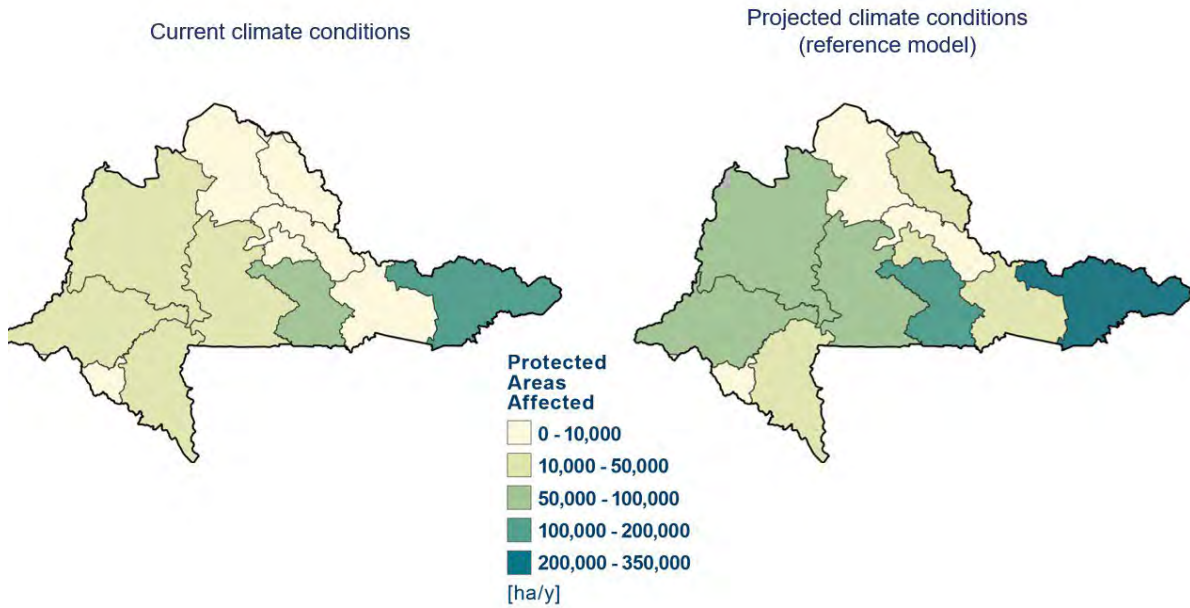 Current climate conditions
Projected climate conditions
(reference model)
Protected
Areas
Affected
0 - 10,000
10,000 - 50,000
50,000 - 100,000
100,000 - 200,000
200,000 - 350,000
[ha/y]